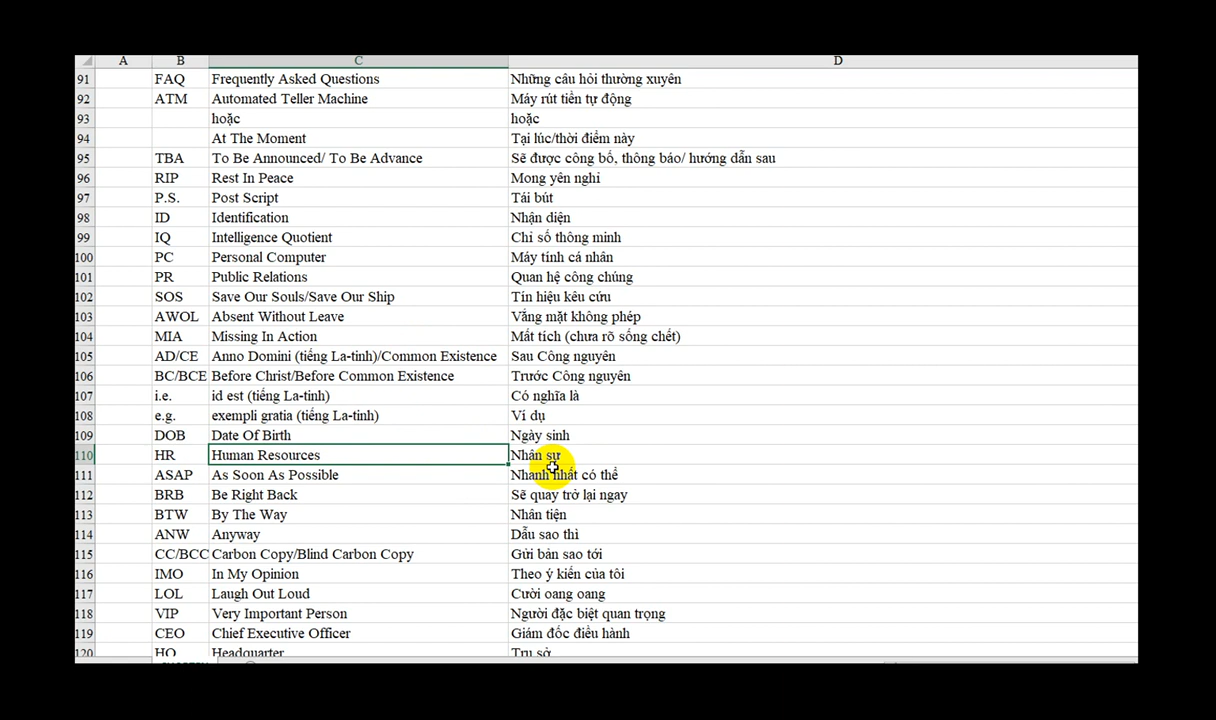 A B C D
91 FAQ Frequently Asked Questions Những câu hỏi thường xuyên
92 ATM Automated Teller Machine Máy rút tiền tự động
93 hoặc hoặc
94 At The Moment Tại lúc/thời điểm này
95 TBA To Be Announced/ To Be Advance Sẽ được công bố, thông báo/ hướng dẫn sau
96 RIP Rest In Peace Mong yên nghỉ
97 P.S. Post Script Tái bút
98 ID Identification Nhận diện
99 IQ Intelligence Quotient Chỉ số thông minh
100 PC Personal Computer Máy tính cá nhân
101 PR Public Relations Quan hệ công chúng
102 SOS Save Our Souls/Save Our Ship Tín hiệu kêu cứu
103 AWOL Absent Without Leave Vắng mặt không phép
104 MIA Missing In Action Mất tích (chưa rõ sống chết)
105 AD/CE Anno Domini (tiếng La-tinh)/Common Existence Sau Công nguyên
106 BC/BCE Before Christ/Before Common Existence Trước Công nguyên
107 i.e. id est (tiếng La-tinh) Có nghĩa là
108 e.g. exempli gratia (tiếng La-tinh) Ví dụ
109 DOB Date Of Birth Ngày sinh
110 HR Human Resources Nhân sự
111 ASAP As Soon As Possible Nhanh nhất có thể
112 BRB Be Right Back Sẽ quay trở lại ngay
113 BTW By The Way Nhân tiện
114 ANW Anyway Dẫu sao thì
115 CC/BCC Carbon Copy/Blind Carbon Copy Gửi bản sao tới
116 IMO In My Opinion Theo ý kiến của tôi
117 LOL Laugh Out Loud Cười oang oang
118 VIP Very Important Person Người đặc biệt quan trọng
119 CEO Chief Executive Officer Giám đốc điều hành
120 HQ Headquarter Trụ sở